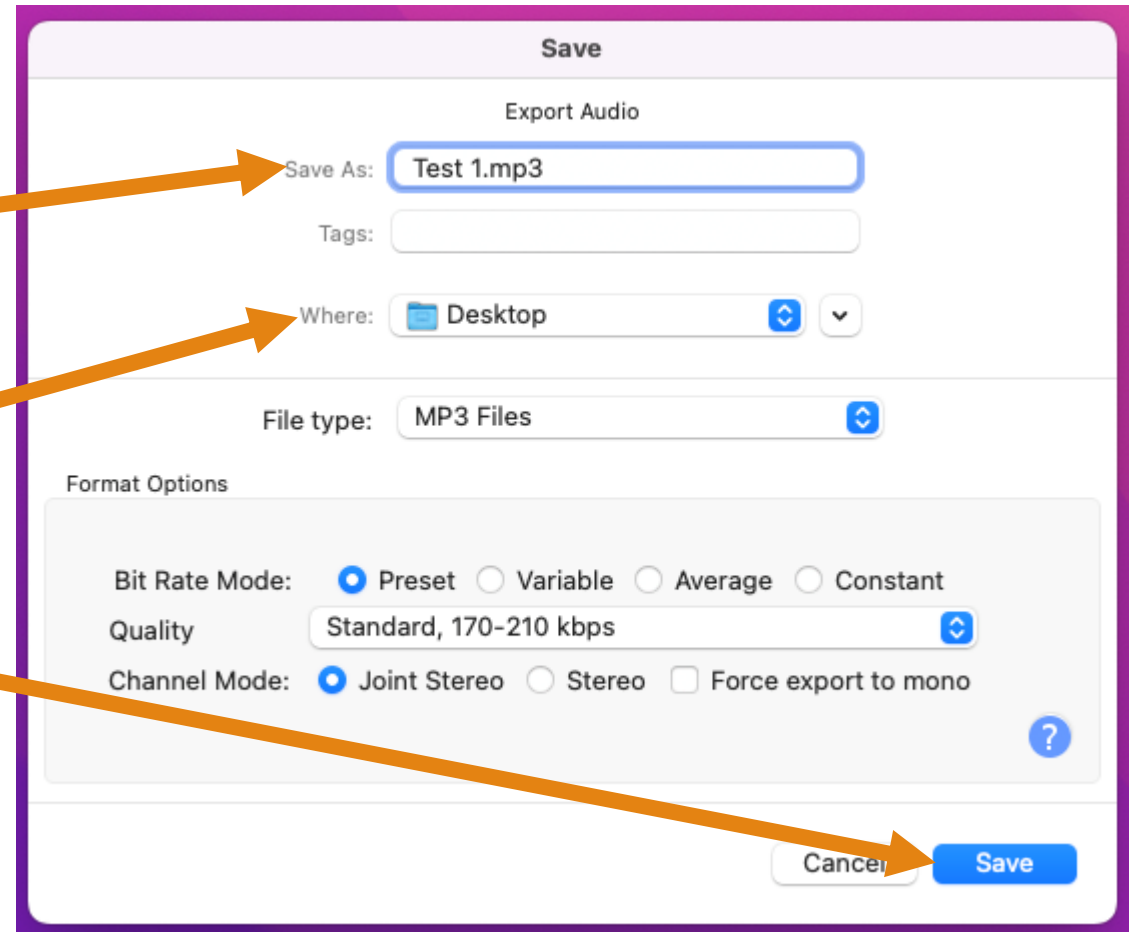 Save
Export Audio
Save As: Test 1.mp3
Tags:
Where: Desktop
File type: MP3 Files
Format Options
Bit Rate Mode: Preset Variable Average Constant
Quality Standard, 170-210 kbps
Channel Mode: Joint Stereo Stereo Force export to mono
?
Cancel Save